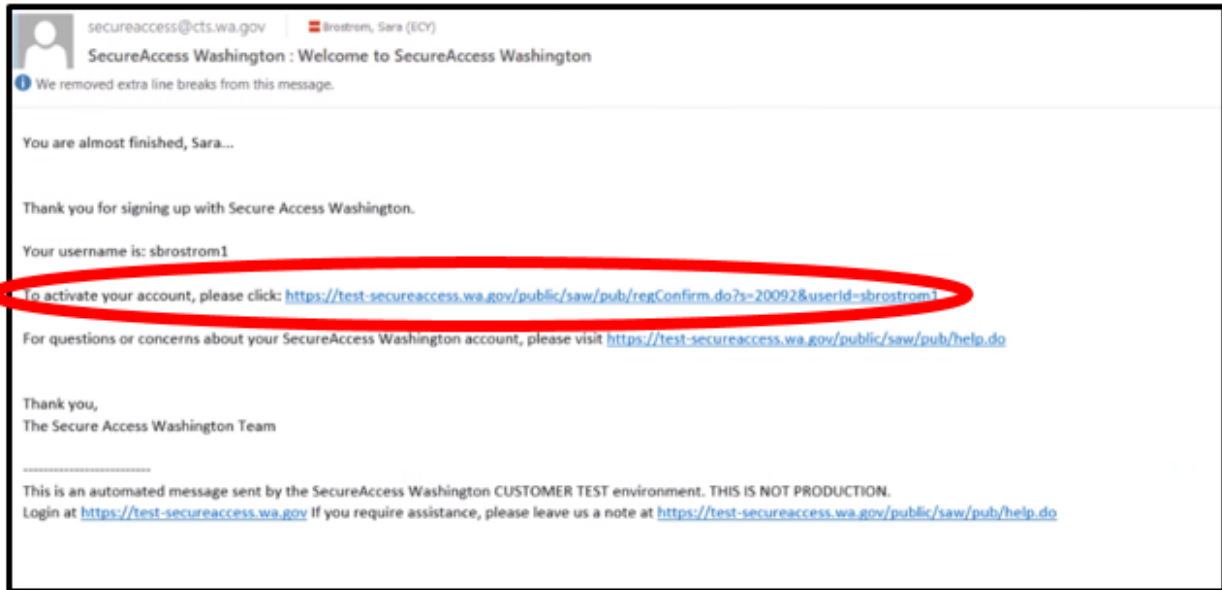 secureaccess@cts.wa.gov Brostrom, Sara (ECY)
SecureAccess Washington : Welcome to SecureAccess Washington
We removed extra line breaks from this message.
You are almost finished, Sara...
Thank you for signing up with Secure Access Washington.
Your username is: sbrostrom1
To activate your account, please click: https://test-secureaccess.wa.gov/public/saw/pub/regConfirm.do?s=20092&userId=sbrostrom1
For questions or concerns about your SecureAccess Washington account, please visit https://test-secureaccess.wa.gov/public/saw/pub/help.do
Thank you,
The Secure Access Washington Team
--------------------------
This is an automated message sent by the SecureAccess Washington CUSTOMER TEST environment. THIS IS NOT PRODUCTION.
Login at https://test-secureaccess.wa.gov If you require assistance, please leave us a note at https://test-secureaccess.wa.gov/public/saw/pub/help.do